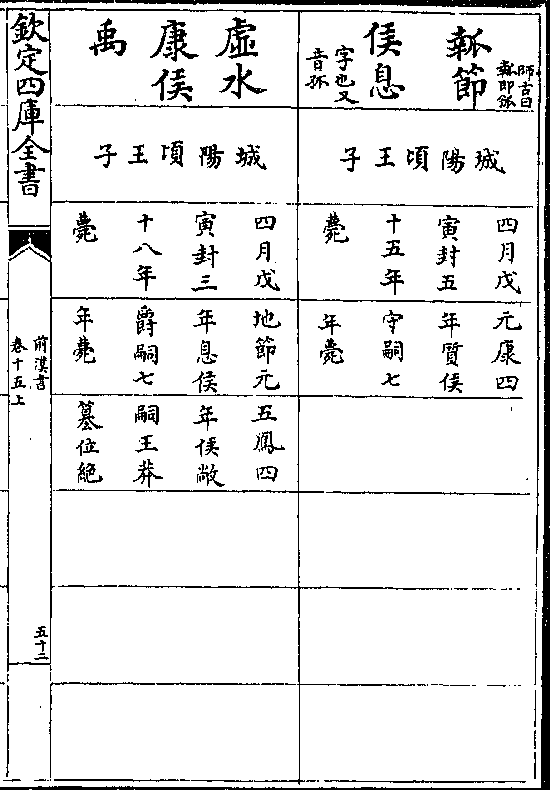 瓡節
師古曰
瓡即瓠
侯息
字也又
音孤
城陽頃王子
四月戊
寅封五
十五年
薨
元康四
年質侯
守嗣七
年薨
虛水
康侯
禹
城陽頃王子
四月戊
寅封三
十八年
薨
地節元
年息侯
爵嗣七
年薨
五鳳四
年侯敞
嗣王莽
篡位絶
欽定四庫全書
前漢書
卷十五上
五十二